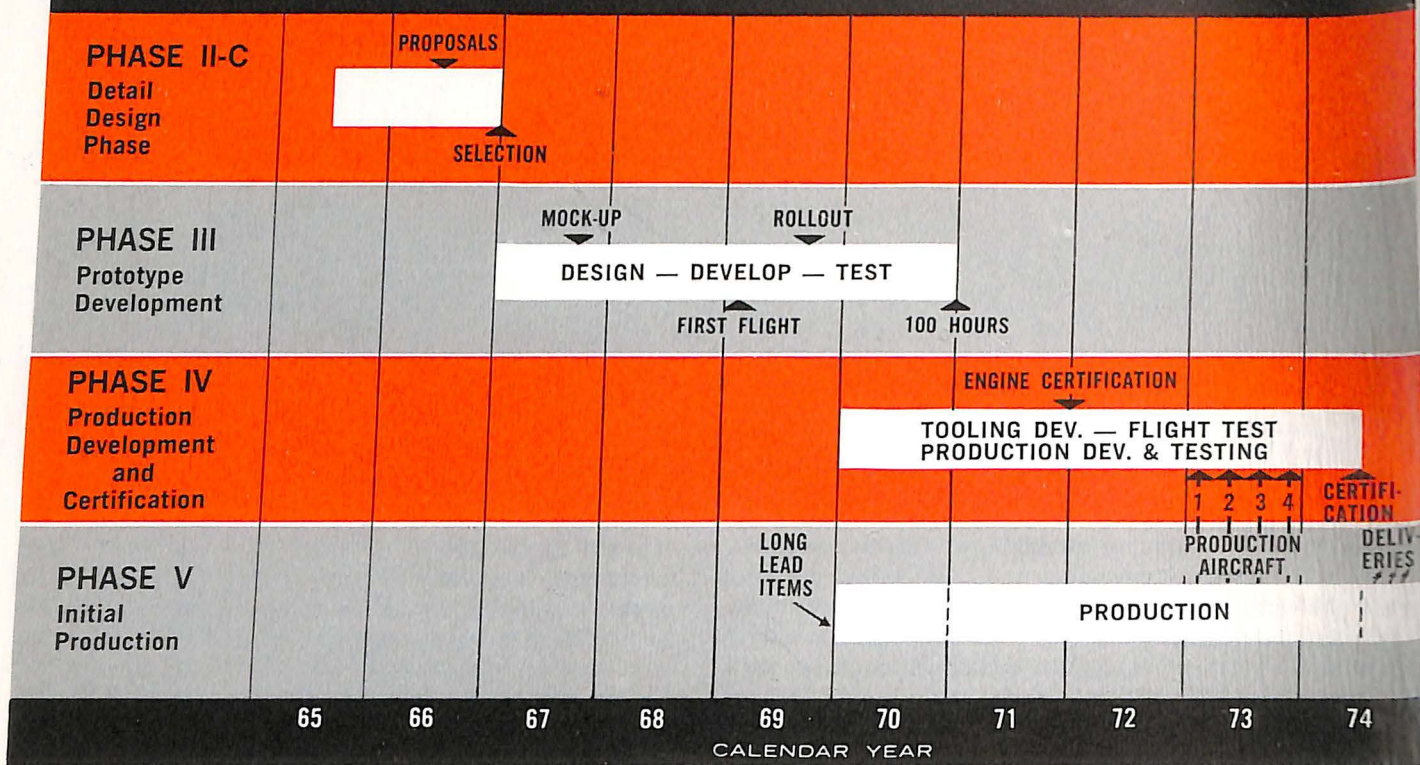 PHASE II-C
Detail
Design
Phase
PROPOSALS
SELECTION
PHASE III
Prototype
Development
MOCK-UP
ROLLOUT
DESIGN — DEVELOP — TEST
FIRST FLIGHT
100 HOURS
PHASE IV
Production
Development
and
Certification
ENGINE CERTIFICATION
TOOLING DEV. — FLIGHT TEST
PRODUCTION DEV. & TESTING
1 2 3 4
CERTIFI-
CATION
PHASE V
Initial
Production
LONG
LEAD
ITEMS
PRODUCTION
AIRCRAFT
DELIV-
ERIES
PRODUCTION
65 66 67 68 69 70 71 72 73 74
CALENDAR YEAR